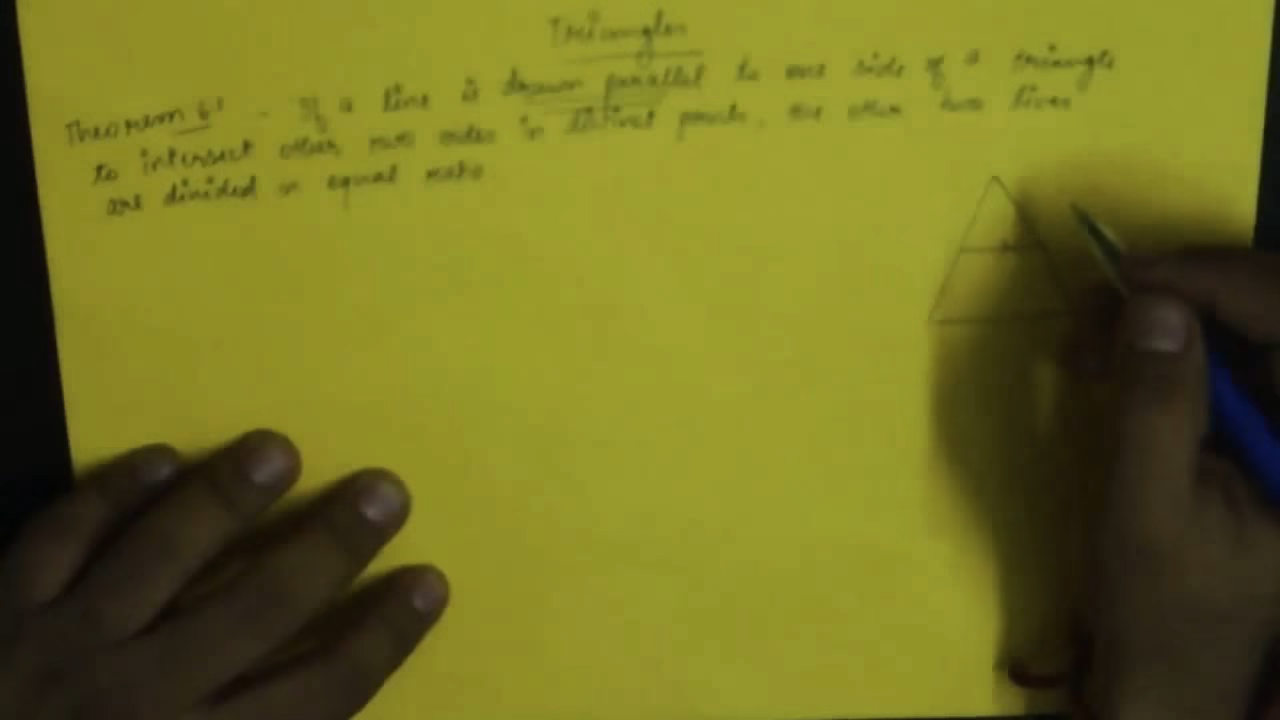 Triangles
Theorem 6.1 - If a line is drawn parallel to one side of a triangle
to intersect other two sides in distinct points, the other two lines
are divided in equal ratio